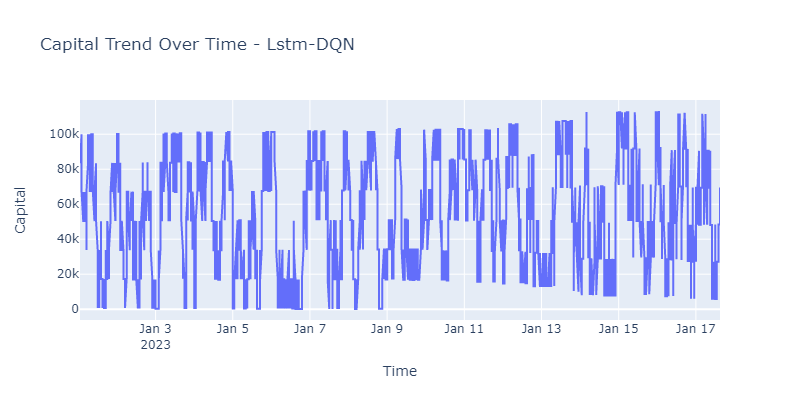 Capital Trend Over Time - Lstm-DQN
Capital
100k
80k
60k
40k
20k
0
Jan 3
2023
Jan 5
Jan 7
Jan 9
Jan 11
Jan 13
Jan 15
Jan 17
Time